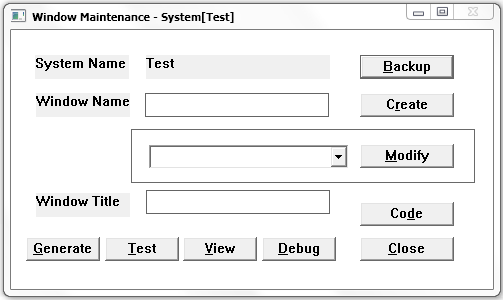 Window Maintenance - System[Test]
System Name Test Backup
Window Name Create
Modify
Window Title
Code
Generate Test View Debug Close